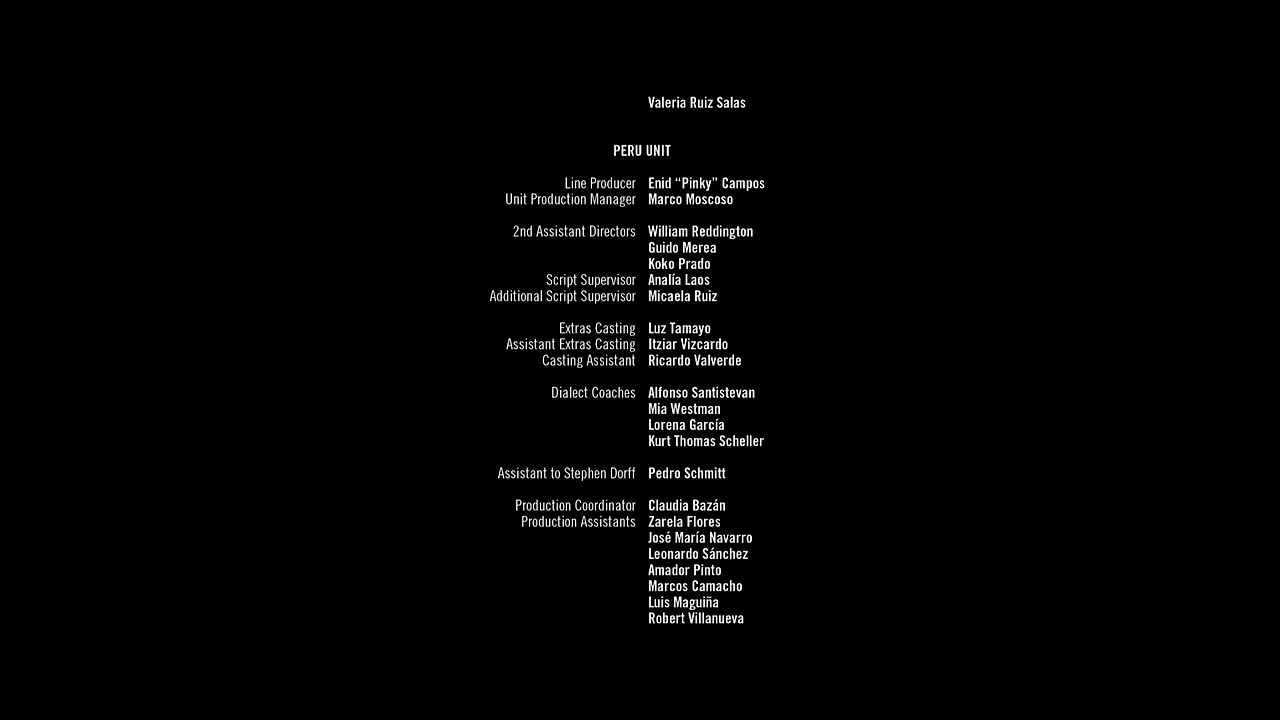 Valeria Ruiz Salas
PERU UNIT
Line Producer Enid “Pinky” Campos
Unit Production Manager Marco Moscoso
2nd Assistant Directors William Reddington
Guido Merea
Koko Prado
Script Supervisor Analía Laos
Additional Script Supervisor Micaela Ruiz
Extras Casting Luz Tamayo
Assistant Extras Casting Itziar Vizcardo
Casting Assistant Ricardo Valverde
Dialect Coaches Alfonso Santistevan
Mia Westman
Lorena García
Kurt Thomas Scheller
Assistant to Stephen Dorff Pedro Schmitt
Production Coordinator Claudia Bazán
Production Assistants Zarela Flores
José María Navarro
Leonardo Sánchez
Amador Pinto
Marcos Camacho
Luis Maguiña
Robert Villanueva